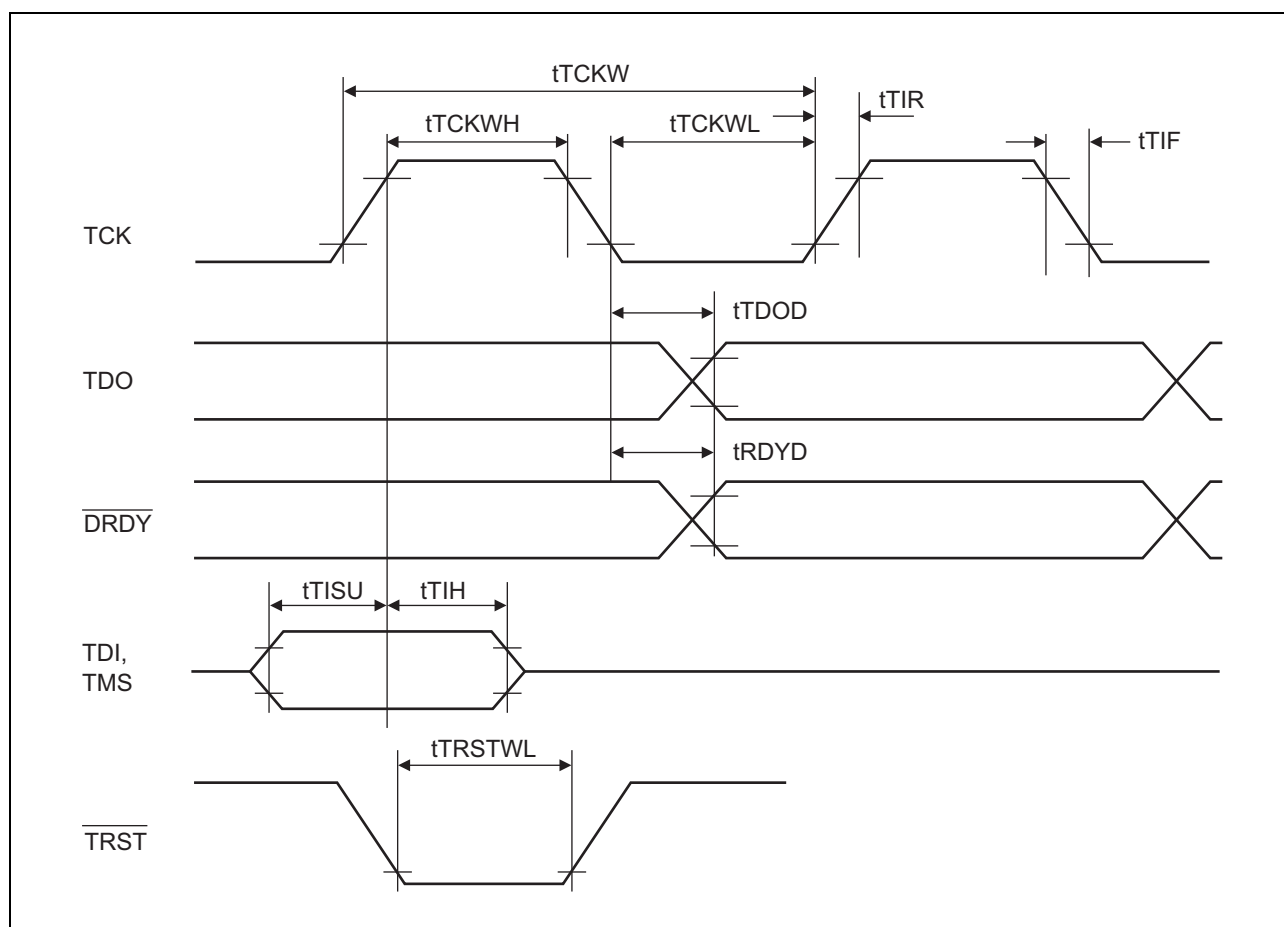 tTCKW
tTIR
tTCKWH
tTCKWL
tTIF
TCK
tTDOD
TDO
tRDYD
DRDY
tTISU
tTIH
TDI,
TMS
tTRSTWL
TRST